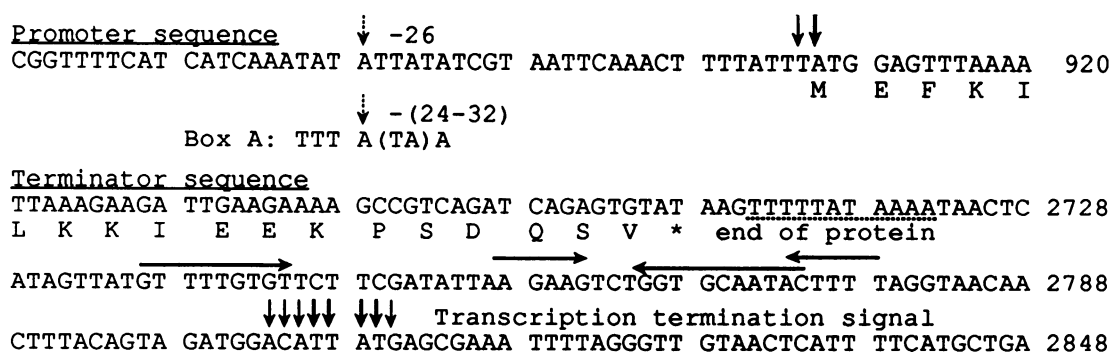 Promoter sequence
-26
CGGTTTTCAT CATCAAATAT ATTATATCGT AATTCAAACT TTTATTTATG GAGTTTAAAA 920
M E F K I
-(24-32)
Box A: TTT A(TA)A
Terminator sequence
TTAAAGAAGA TTGAAGAAAA GCCGTCAGAT CAGAGTGTAT AAGTTTTTAT AAAATAACTC 2728
L K K I E E K P S D Q S V * end of protein
ATAGTTATGT TTTGTGTTCT TCGATATTAA GAAGTCTGGT GCAATACTTT TAGGTAACAA 2788
Transcription termination signal
CTTTACAGTA GATGGACATT ATGAGCGAAA TTTTAGGGTT GTAACTCATT TCATGCTGA 2848